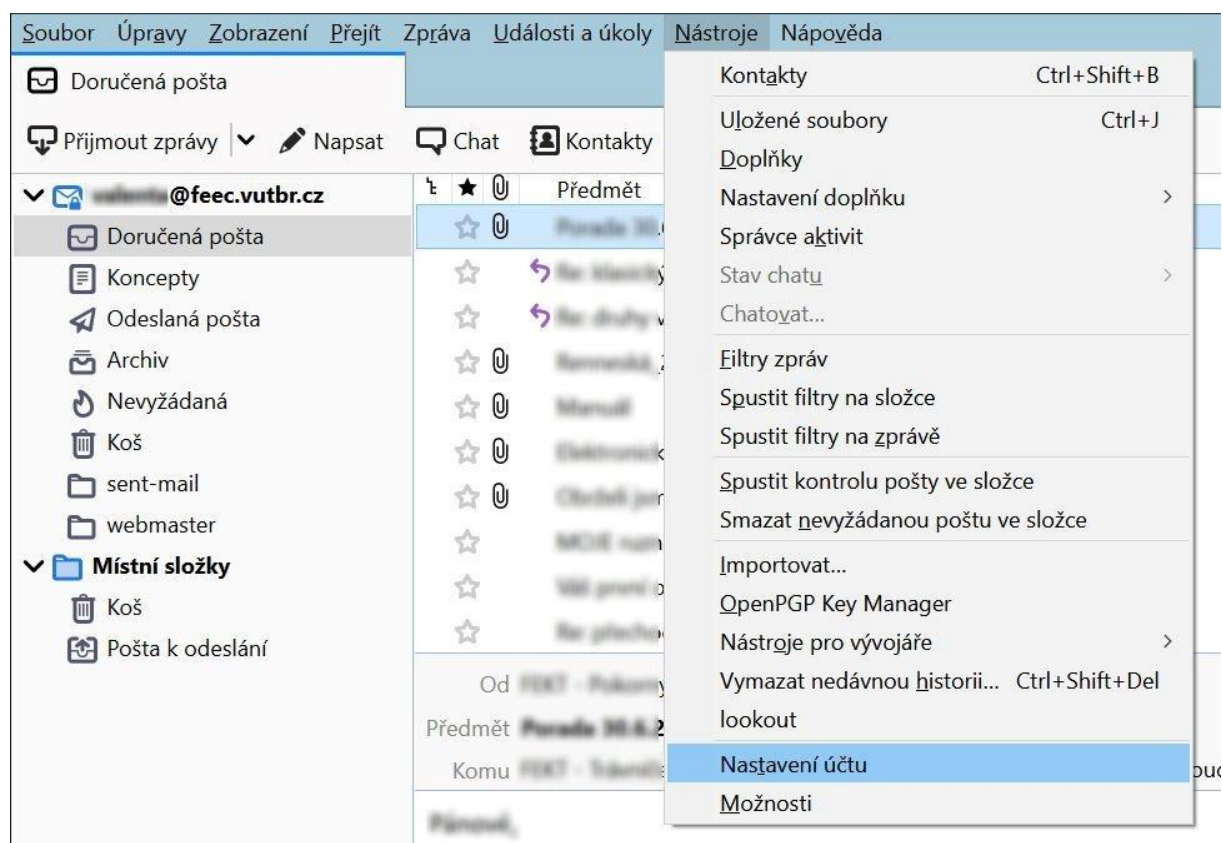 Soubor Úpravy Zobrazení Přejít Zpráva Události a úkoly Nástroje Nápověda
Doručená pošta
Přijmout zprávy Napsat Chat Kontakty
@feec.vutbr.cz
Doručená pošta
Koncepty
Odeslaná pošta
Archiv
Nevyžádaná
Koš
sent-mail
webmaster
Místní složky
Koš
Pošta k odeslání
Předmět
Od
Předmět
Komu
Kontakty Ctrl+Shift+B
Uložené soubory Ctrl+J
Doplňky
Nastavení doplňku
Správce aktivit
Stav chatu
Chatovat...
Filtry zpráv
Spustit filtry na složce
Spustit filtry na zprávě
Spustit kontrolu pošty ve složce
Smazat nevyžádanou poštu ve složce
Importovat...
OpenPGP Key Manager
Nástroje pro vývojáře
Vymazat nedávnou historii... Ctrl+Shift+Del
lookout
Nastavení účtu
Možnosti